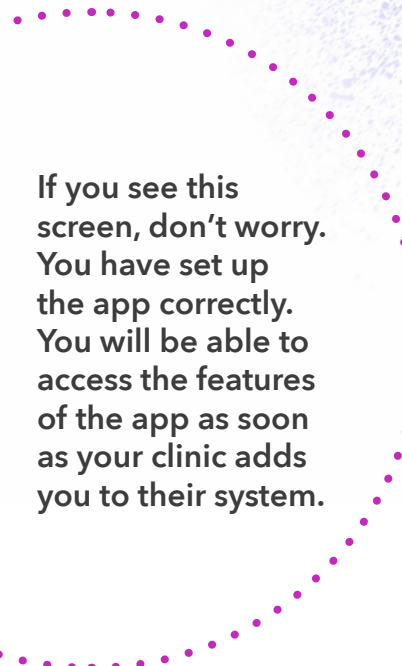 If you see this
screen, don’t worry.
You have set up
the app correctly.
You will be able to
access the features
of the app as soon
as your clinic adds
you to their system.